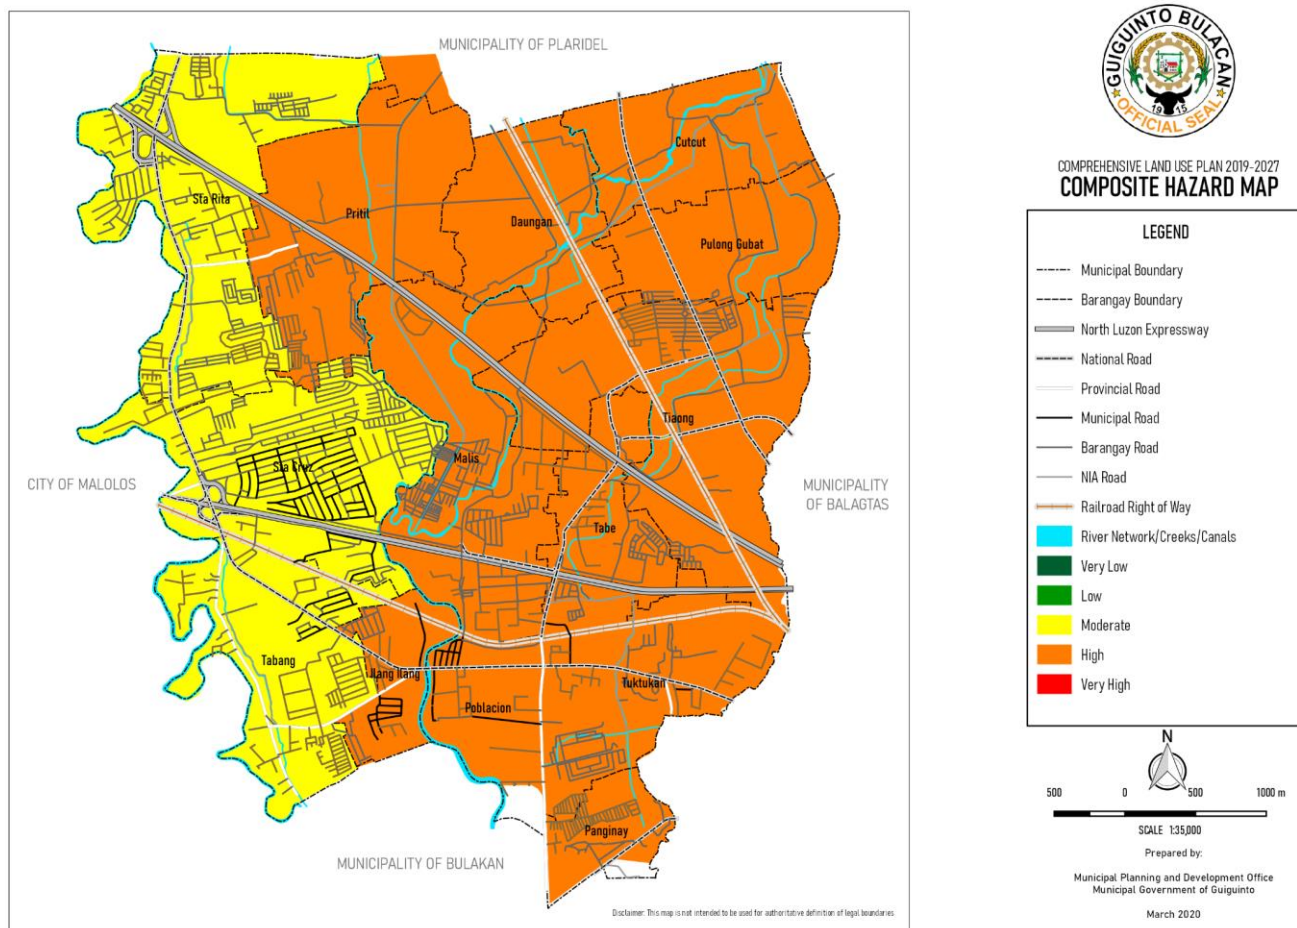 MUNICIPALITY OF PLARIDEL
Cutcut
Sta Rita
Pritil
Daungan
Pulong Gubat
Tiaong
Malis
Sta Cruz
CITY OF MALOLOS
MUNICIPALITY
OF BALAGTAS
Tabe
Tabang
Ilang Ilang
Tuktukan
Poblacion
Panginay
MUNICIPALITY OF BULAKAN
Disclaimer: This map is not intended to be used for authoritative definition of legal boundaries
GUIGUINTO BULACAN
1915
OFFICIAL SEAL
COMPREHENSIVE LAND USE PLAN 2019-2027
COMPOSITE HAZARD MAP
LEGEND
Municipal Boundary
Barangay Boundary
North Luzon Expressway
National Road
Provincial Road
Municipal Road
Barangay Road
NIA Road
Railroad Right of Way
River Network/Creeks/Canals
Very Low
Low
Moderate
High
Very High
N
500 0 500 1000 m
SCALE 1:35,000
Prepared by:
Municipal Planning and Development Office
Municipal Government of Guiguinto
March 2020